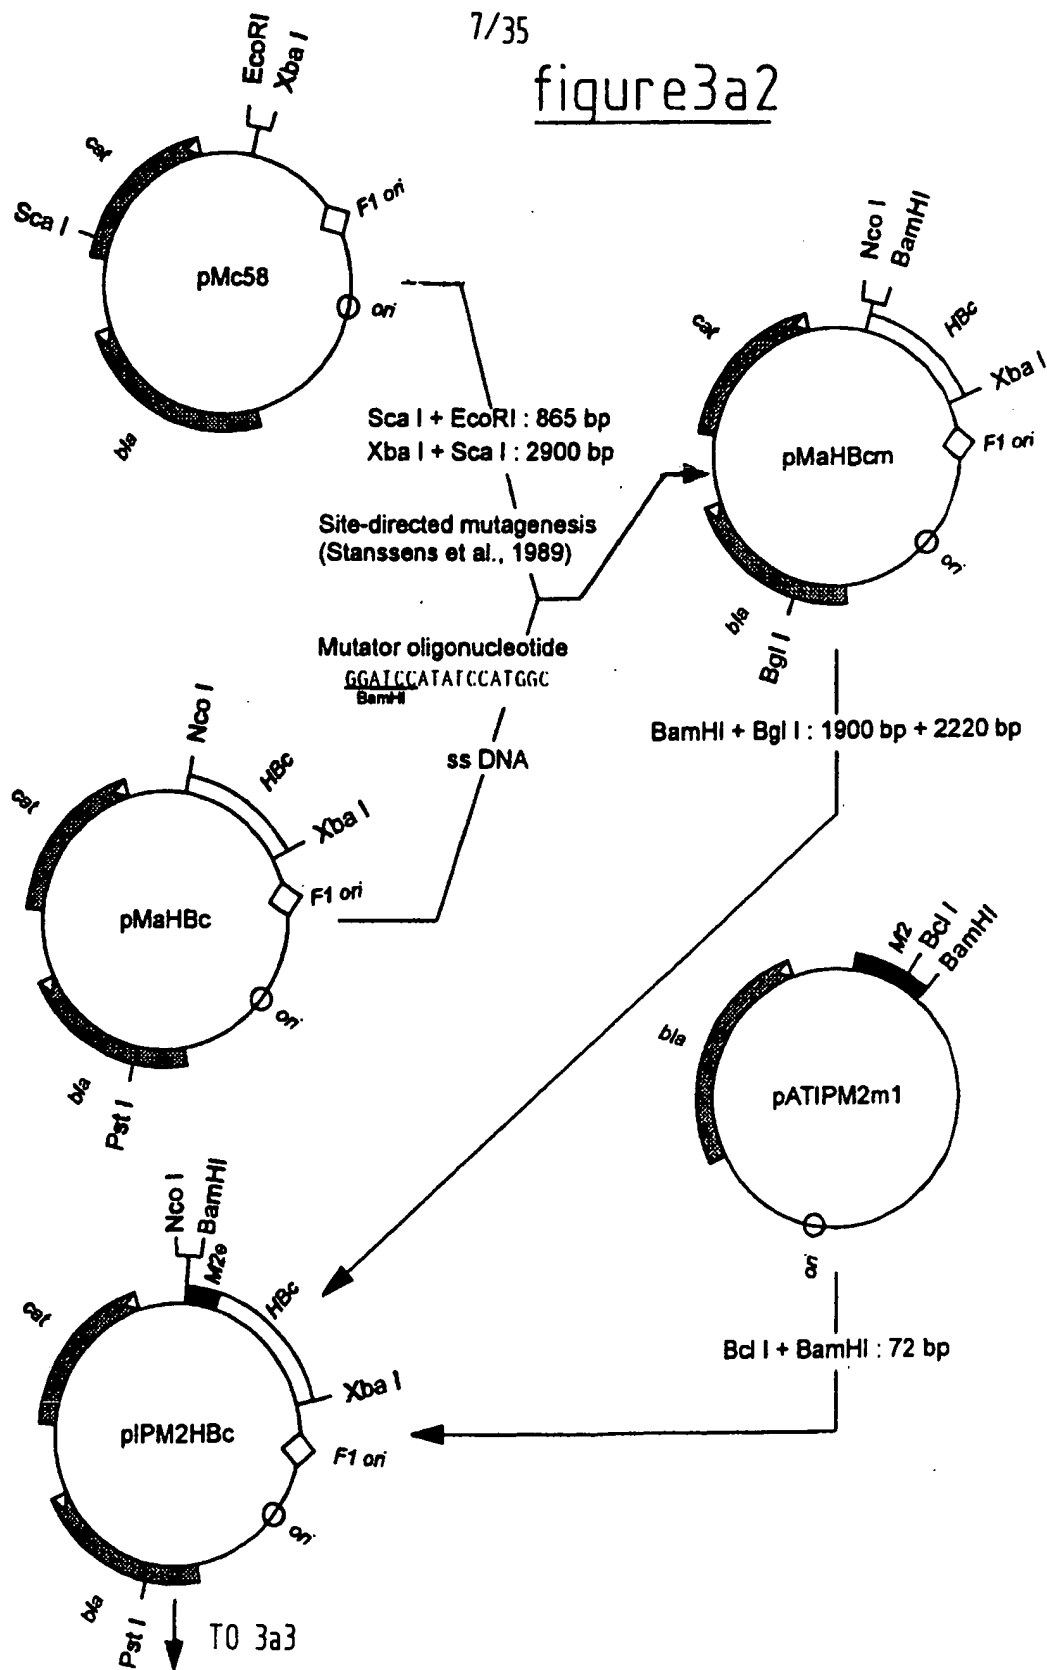 7/35
figure3a2
EcoRI
Xba I
cat
Sca I
F1 ori
pMc58
ori
bla
Sca I + EcoRI : 865 bp
Xba I + Sca I : 2900 bp
Site-directed mutagenesis
(Stanssens et al., 1989)
Mutator oligonucleotide
GGATCCATATCCATGGC
BamHI
ss DNA
Nco I
BamHI
cat
HBc
Xba I
pMaHBcm
F1 ori
ori
bla
Bgl I
BamHI + Bgl I : 1900 bp + 2220 bp
Nco I
cat
HBc
Xba I
F1 ori
pMaHBc
ori
bla
Pst I
M2
Bcl I
BamHI
bla
pATIPM2m1
ori
Bcl I + BamHI : 72 bp
Nco I
BamHI
M2e
cat
HBc
Xba I
pIPM2HBc
F1 ori
ori
bla
Pst I
TO 3a3